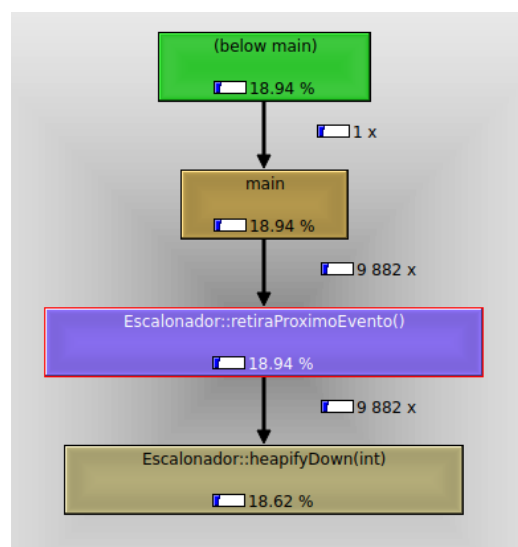 (below main)
18.94 %
1 x
main
18.94 %
9 882 x
Escalonador::retiraProximoEvento()
18.94 %
9 882 x
Escalonador::heapifyDown(int)
18.62 %